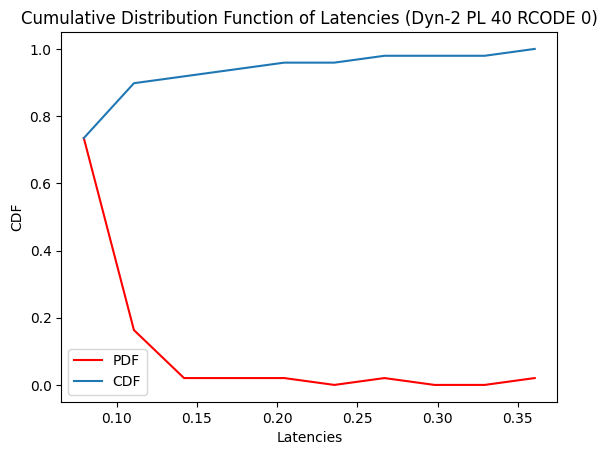 Cumulative Distribution Function of Latencies (Dyn-2 PL 40 RCODE 0)
1.0
0.8
0.6
0.4
0.2
0.0
CDF
PDF
CDF
0.10 0.15 0.20 0.25 0.30 0.35
Latencies